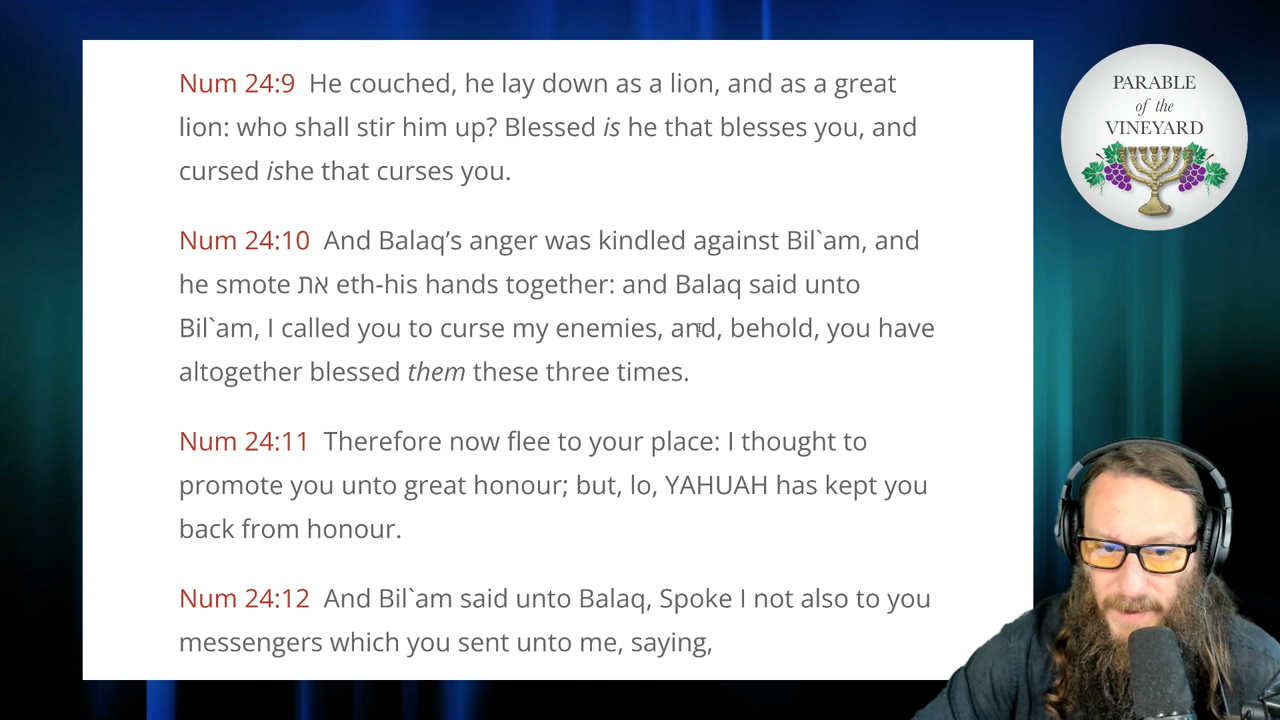 Num 24:9 He couched, he lay down as a lion, and as a great
lion: who shall stir him up? Blessed is he that blesses you, and
cursed ishe that curses you.
Num 24:10 And Balaq’s anger was kindled against Bil`am, and
he smote את eth-his hands together: and Balaq said unto
Bil`am, I called you to curse my enemies, and, behold, you have
altogether blessed them these three times.
Num 24:11 Therefore now flee to your place: I thought to
promote you unto great honour; but, lo, YAHUAH has kept you
back from honour.
Num 24:12 And Bil`am said unto Balaq, Spoke I not also to you
messengers which you sent unto me, saying,
PARABLE
of the
VINEYARD